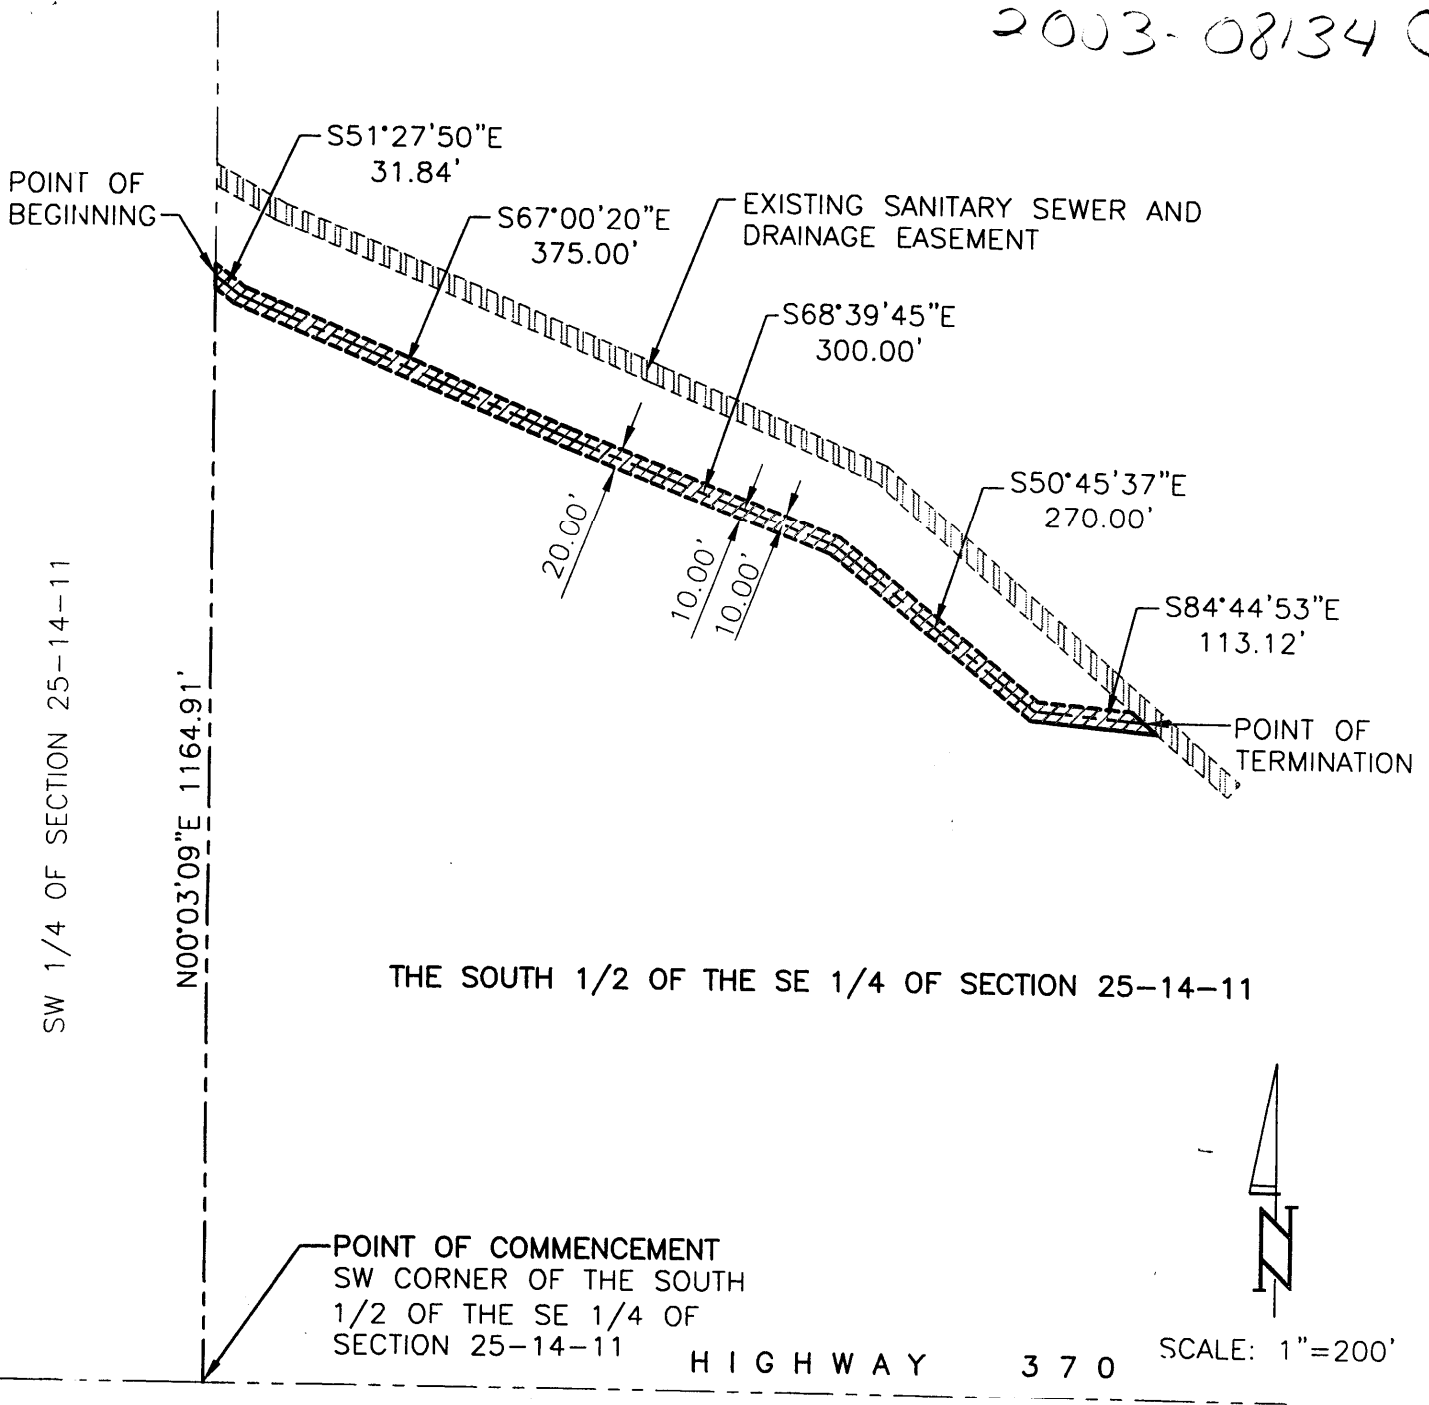 2003-08134
S51°27'50"E
31.84'
POINT OF
BEGINNING
S67°00'20"E
375.00'
EXISTING SANITARY SEWER AND
DRAINAGE EASEMENT
S68°39'45"E
300.00'
S50°45'37"E
270.00'
20.00'
10.00'
10.00'
S84°44'53"E
113.12'
POINT OF
TERMINATION
SW 1/4 OF SECTION 25-14-11
N00°03'09"E 1164.91'
THE SOUTH 1/2 OF THE SE 1/4 OF SECTION 25-14-11
N
POINT OF COMMENCEMENT
SW CORNER OF THE SOUTH
1/2 OF THE SE 1/4 OF
SECTION 25-14-11
HIGHWAY 370
SCALE: 1"=200'